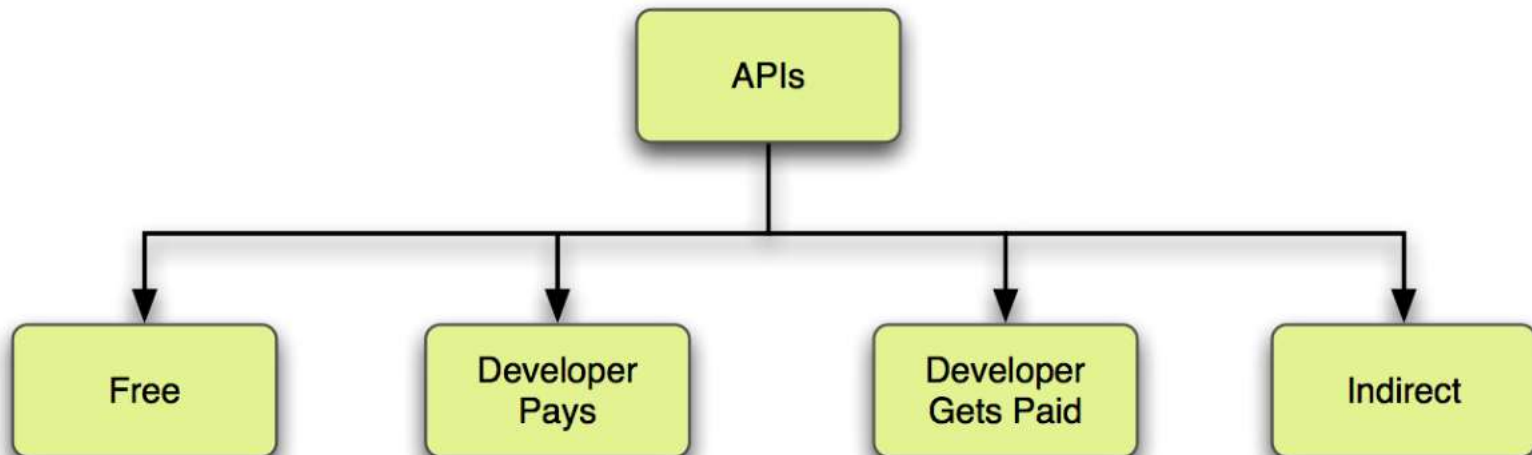 APIs
Free
Developer
Pays
Developer
Gets Paid
Indirect